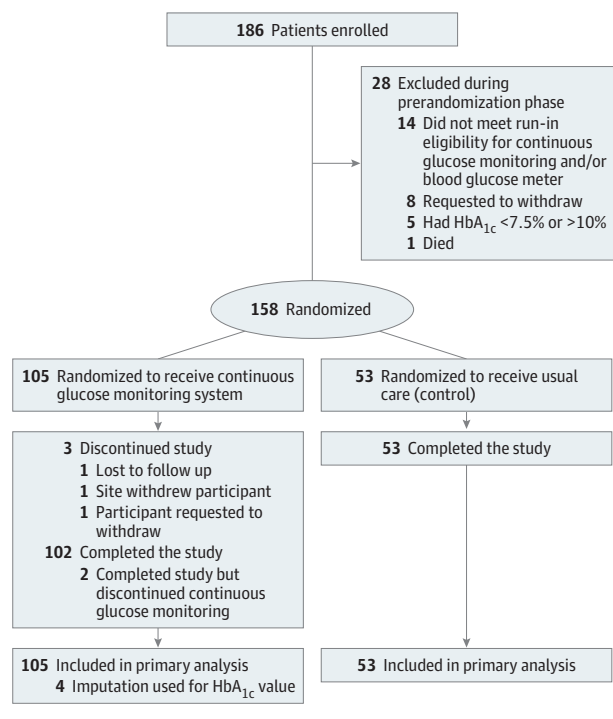 186 Patients enrolled
28 Excluded during
prerandomization phase
14 Did not meet run-in
eligibility for continuous
glucose monitoring and/or
blood glucose meter
8 Requested to withdraw
5 Had HbA1c <7.5% or >10%
1 Died
158 Randomized
105 Randomized to receive continuous
glucose monitoring system
53 Randomized to receive usual
care (control)
3 Discontinued study
1 Lost to follow up
1 Site withdrew participant
1 Participant requested to
withdraw
102 Completed the study
2 Completed study but
discontinued continuous
glucose monitoring
53 Completed the study
105 Included in primary analysis
4 Imputation used for HbA1c value
53 Included in primary analysis